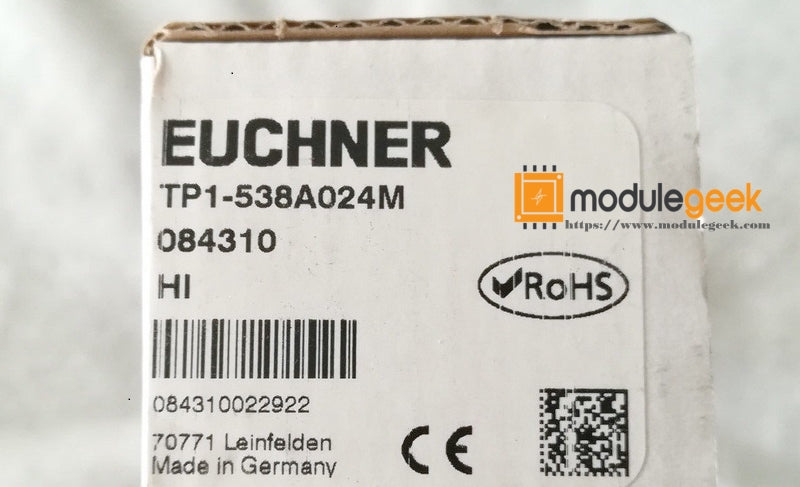 EUCHNER
TP1-538A024M
084310
HI
RoHS
084310022922
70771 Leinfelden
Made in Germany
CE
modulegeek
https://www.modulegeek.com